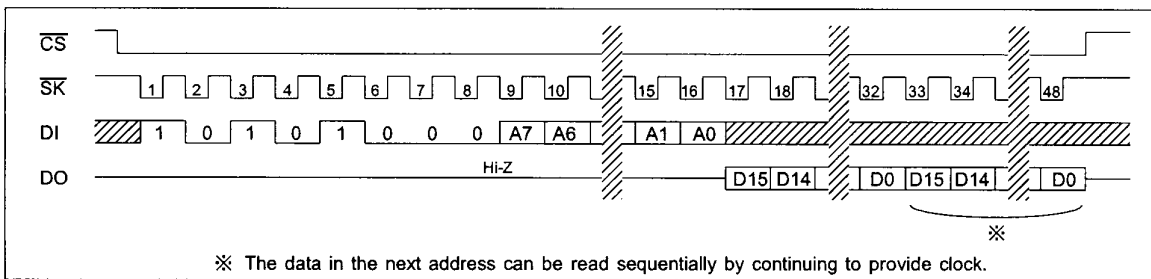 CS
SK 1 2 3 4 5 6 7 8 9 10 15 16 17 18 32 33 34 48
DI 1 0 1 0 1 0 0 0 A7 A6 A1 A0
Hi-Z
DO D15 D14 D0 D15 D14 D0
※
※ The data in the next address can be read sequentially by continuing to provide clock.